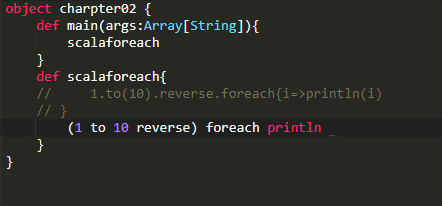 object charpter02 {
def main(args:Array[String]){
scalaforeach
}
def scalaforeach{
// 1.to(10).reverse.foreach{i=>println(i)
// }
(1 to 10 reverse) foreach println _
}
}